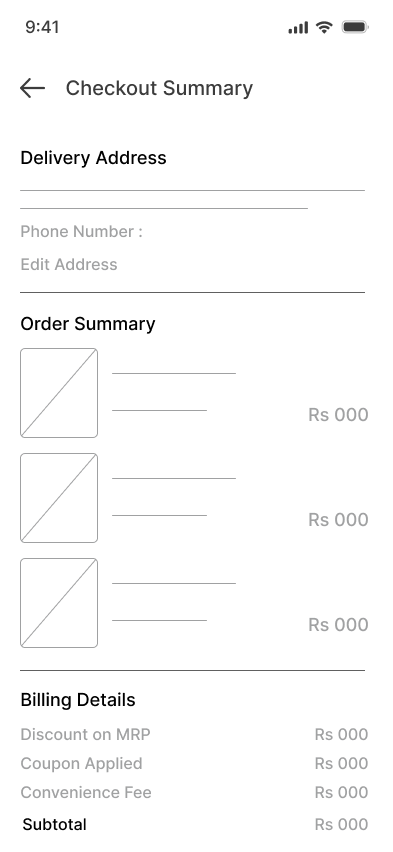 9:41
Checkout Summary
Delivery Address
Phone Number :
Edit Address
Order Summary
Rs 000
Rs 000
Rs 000
Billing Details
Discount on MRP Rs 000
Coupon Applied Rs 000
Convenience Fee Rs 000
Subtotal Rs 000